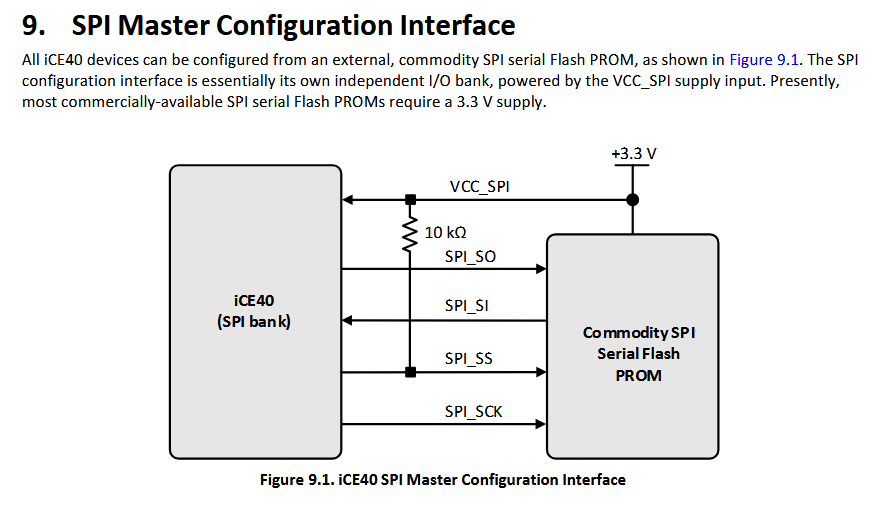 9. SPI Master Configuration Interface
All iCE40 devices can be configured from an external, commodity SPI serial Flash PROM, as shown in Figure 9.1. The SPI
configuration interface is essentially its own independent I/O bank, powered by the VCC_SPI supply input. Presently,
most commercially-available SPI serial Flash PROMs require a 3.3 V supply.
+3.3 V
VCC_SPI
10 kΩ
SPI_SO
iCE40
(SPI bank)
SPI_SI
Commodity SPI
Serial Flash
PROM
SPI_SS
SPI_SCK
Figure 9.1. iCE40 SPI Master Configuration Interface